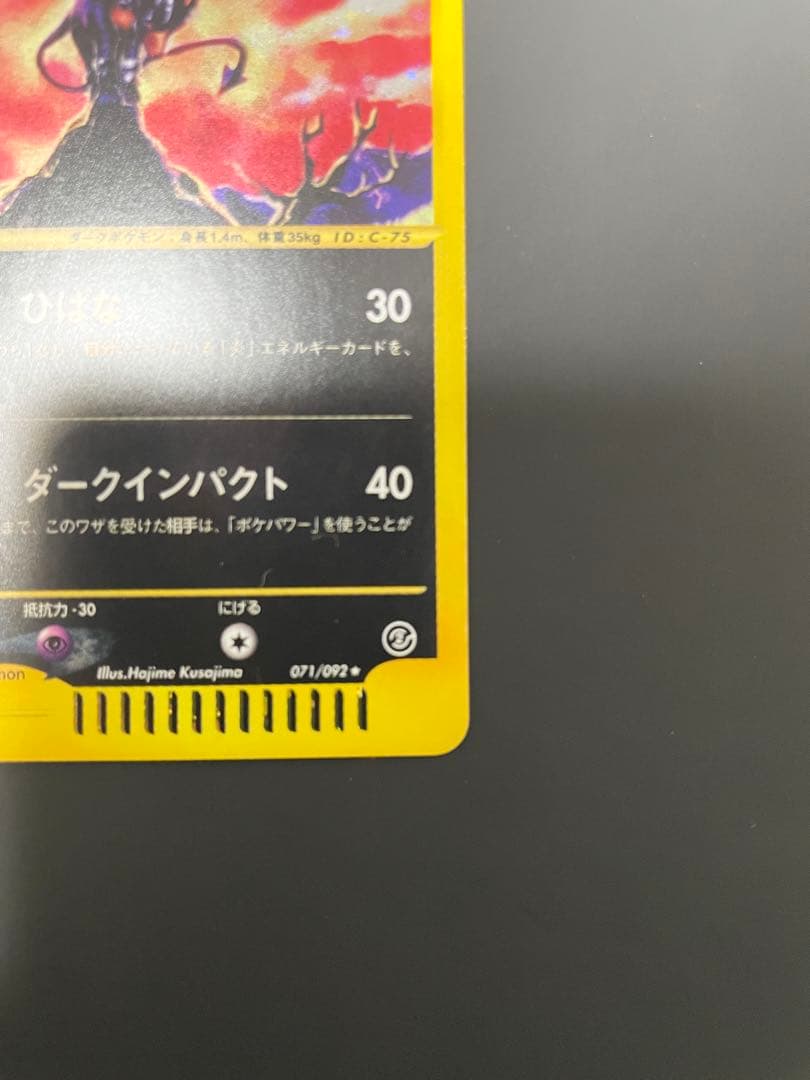 ダークポケモン：身長1.4m、体重35kg ID:C-75
ひばな 30
「炎」エネルギーカードを、
ダークインパクト 40
まで、このワザを受けた相手は、「ポケパワー」を使うことが
抵抗力 -30 にげる
mon Illus.Hajime Kusajima 071/092★